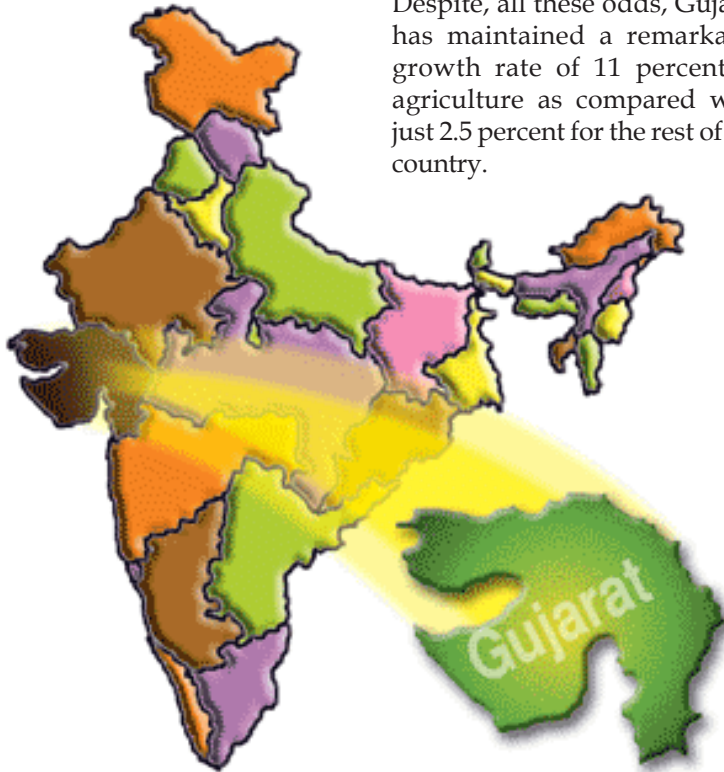 Despite, all these odds, Guja
has maintained a remarka
growth rate of 11 percent
agriculture as compared w
just 2.5 percent for the rest of
country.
Gujarat